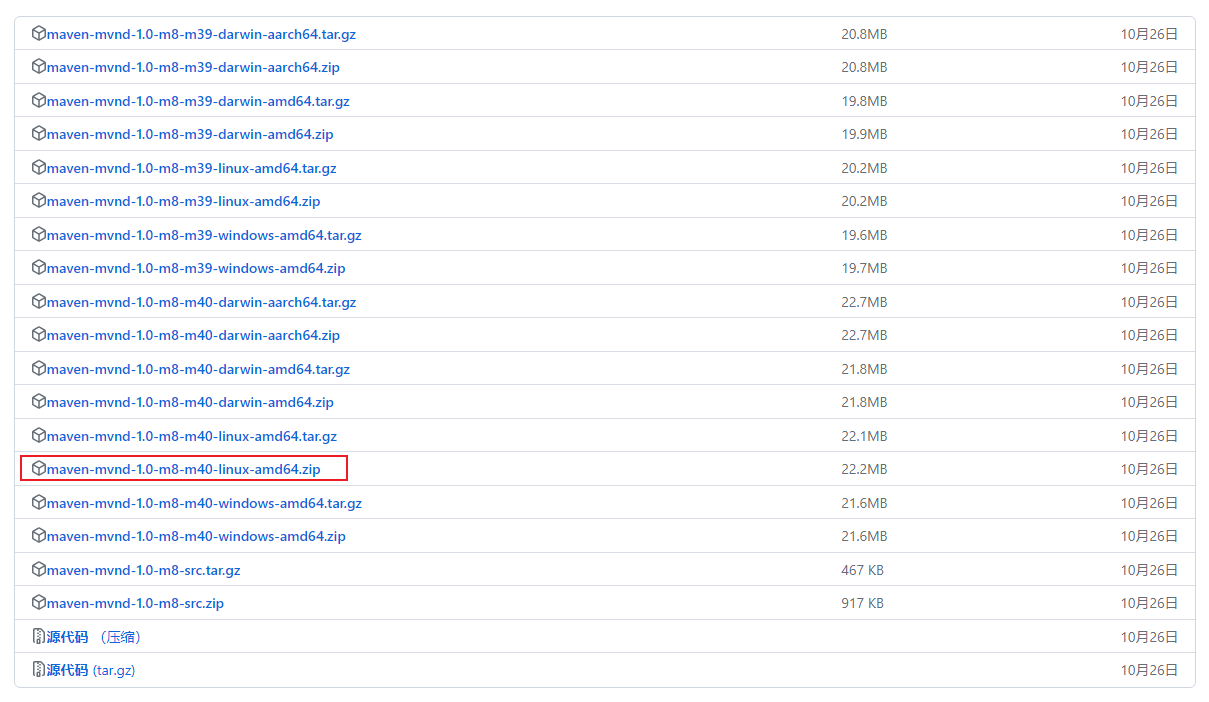 maven-mvnd-1.0-m8-m39-darwin-aarch64.tar.gz 20.8MB 10月26日
maven-mvnd-1.0-m8-m39-darwin-aarch64.zip 20.8MB 10月26日
maven-mvnd-1.0-m8-m39-darwin-amd64.tar.gz 19.8MB 10月26日
maven-mvnd-1.0-m8-m39-darwin-amd64.zip 19.9MB 10月26日
maven-mvnd-1.0-m8-m39-linux-amd64.tar.gz 20.2MB 10月26日
maven-mvnd-1.0-m8-m39-linux-amd64.zip 20.2MB 10月26日
maven-mvnd-1.0-m8-m39-windows-amd64.tar.gz 19.6MB 10月26日
maven-mvnd-1.0-m8-m39-windows-amd64.zip 19.7MB 10月26日
maven-mvnd-1.0-m8-m40-darwin-aarch64.tar.gz 22.7MB 10月26日
maven-mvnd-1.0-m8-m40-darwin-aarch64.zip 22.7MB 10月26日
maven-mvnd-1.0-m8-m40-darwin-amd64.tar.gz 21.8MB 10月26日
maven-mvnd-1.0-m8-m40-darwin-amd64.zip 21.8MB 10月26日
maven-mvnd-1.0-m8-m40-linux-amd64.tar.gz 22.1MB 10月26日
maven-mvnd-1.0-m8-m40-linux-amd64.zip 22.2MB 10月26日
maven-mvnd-1.0-m8-m40-windows-amd64.tar.gz 21.6MB 10月26日
maven-mvnd-1.0-m8-m40-windows-amd64.zip 21.6MB 10月26日
maven-mvnd-1.0-m8-src.tar.gz 467 KB 10月26日
maven-mvnd-1.0-m8-src.zip 917 KB 10月26日
源代码 （压缩） 10月26日
源代码 (tar.gz) 10月26日